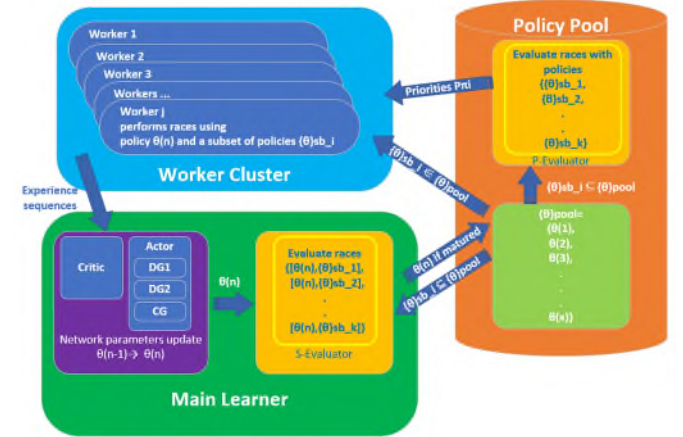 Worker 1
Worker 2
Worker 3
Workers ...
Worker j
performs races using
policy θ(n) and a subset of policies {θ}sb_i
Worker Cluster
Policy Pool
Evaluate races with
policies
{{θ}sb_1,
{θ}sb_2,
.
.
{θ}sb_k}
P-Evaluator
Priorities Pπi
{θ}sb_i ∈ {θ}pool
{θ}sb_i ⊆ {θ}pool
{θ}pool=
{θ(1),
θ(2),
θ(3),
.
.
.
θ(x)}
Experience
sequences
Critic
Actor
DG1
DG2
CG
Network parameters update
θ(n-1)→ θ(n)
θ(n)
Evaluate races
{[θ(n),{θ}sb_1],
[θ(n),{θ}sb_2],
.
.
[θ(n),{θ}sb_k]}
S-Evaluator
θ(n) if matured
{θ}sb_i ⊆ {θ}pool
Main Learner